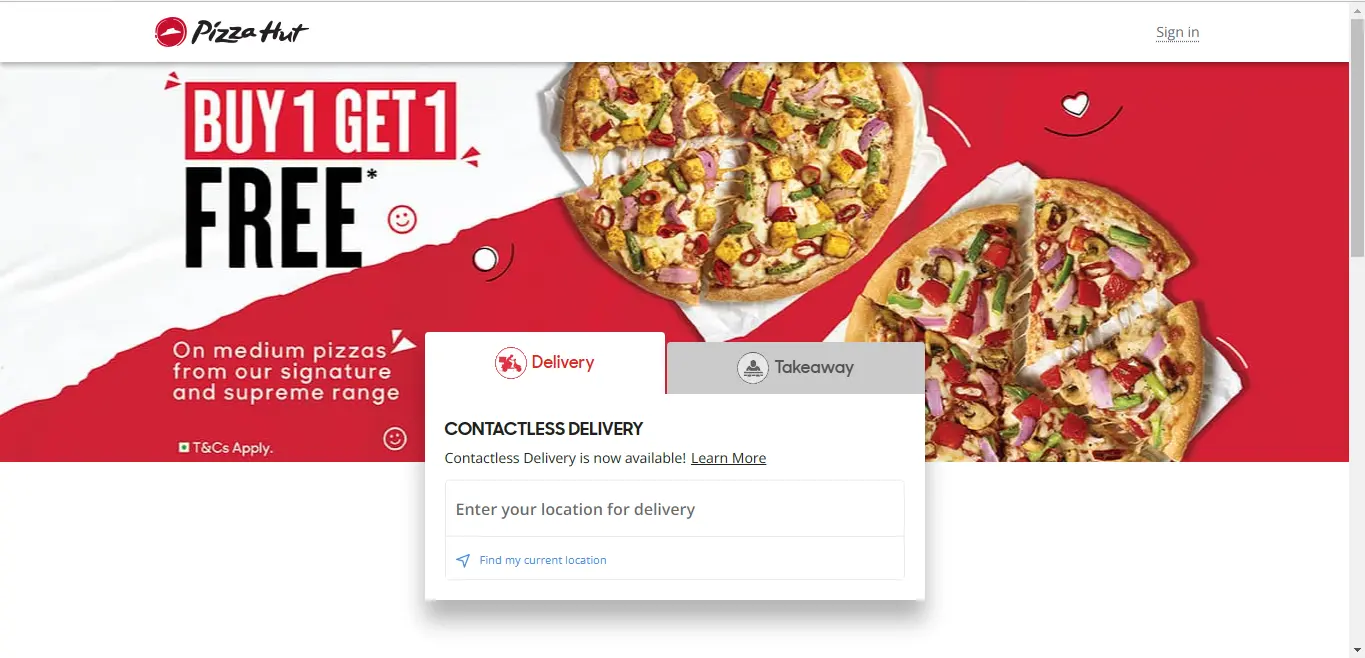 Pizza Hut
Sign in
BUY 1 GET 1
FREE*
On medium pizzas
from our signature
and supreme range
T&Cs Apply.
Delivery
Takeaway
CONTACTLESS DELIVERY
Contactless Delivery is now available! Learn More
Enter your location for delivery
Find my current location